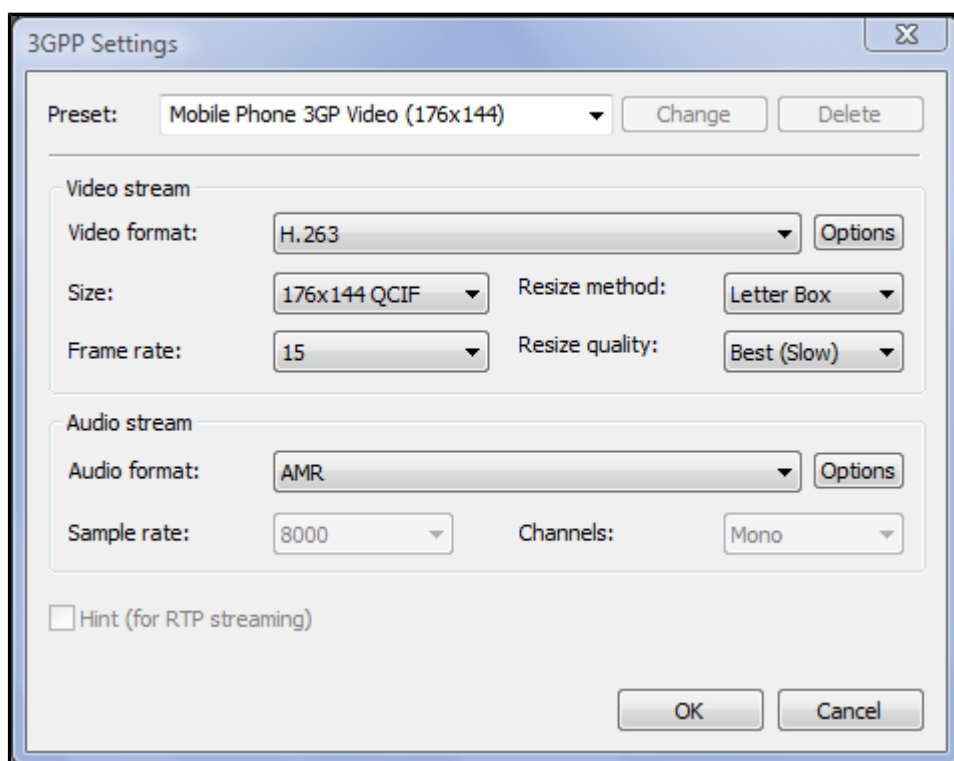 3GPP Settings
Preset: Mobile Phone 3GP Video (176x144) Change Delete
Video stream
Video format: H.263 Options
Size: 176x144 QCIF Resize method: Letter Box
Frame rate: 15 Resize quality: Best (Slow)
Audio stream
Audio format: AMR Options
Sample rate: 8000 Channels: Mono
Hint (for RTP streaming)
OK Cancel